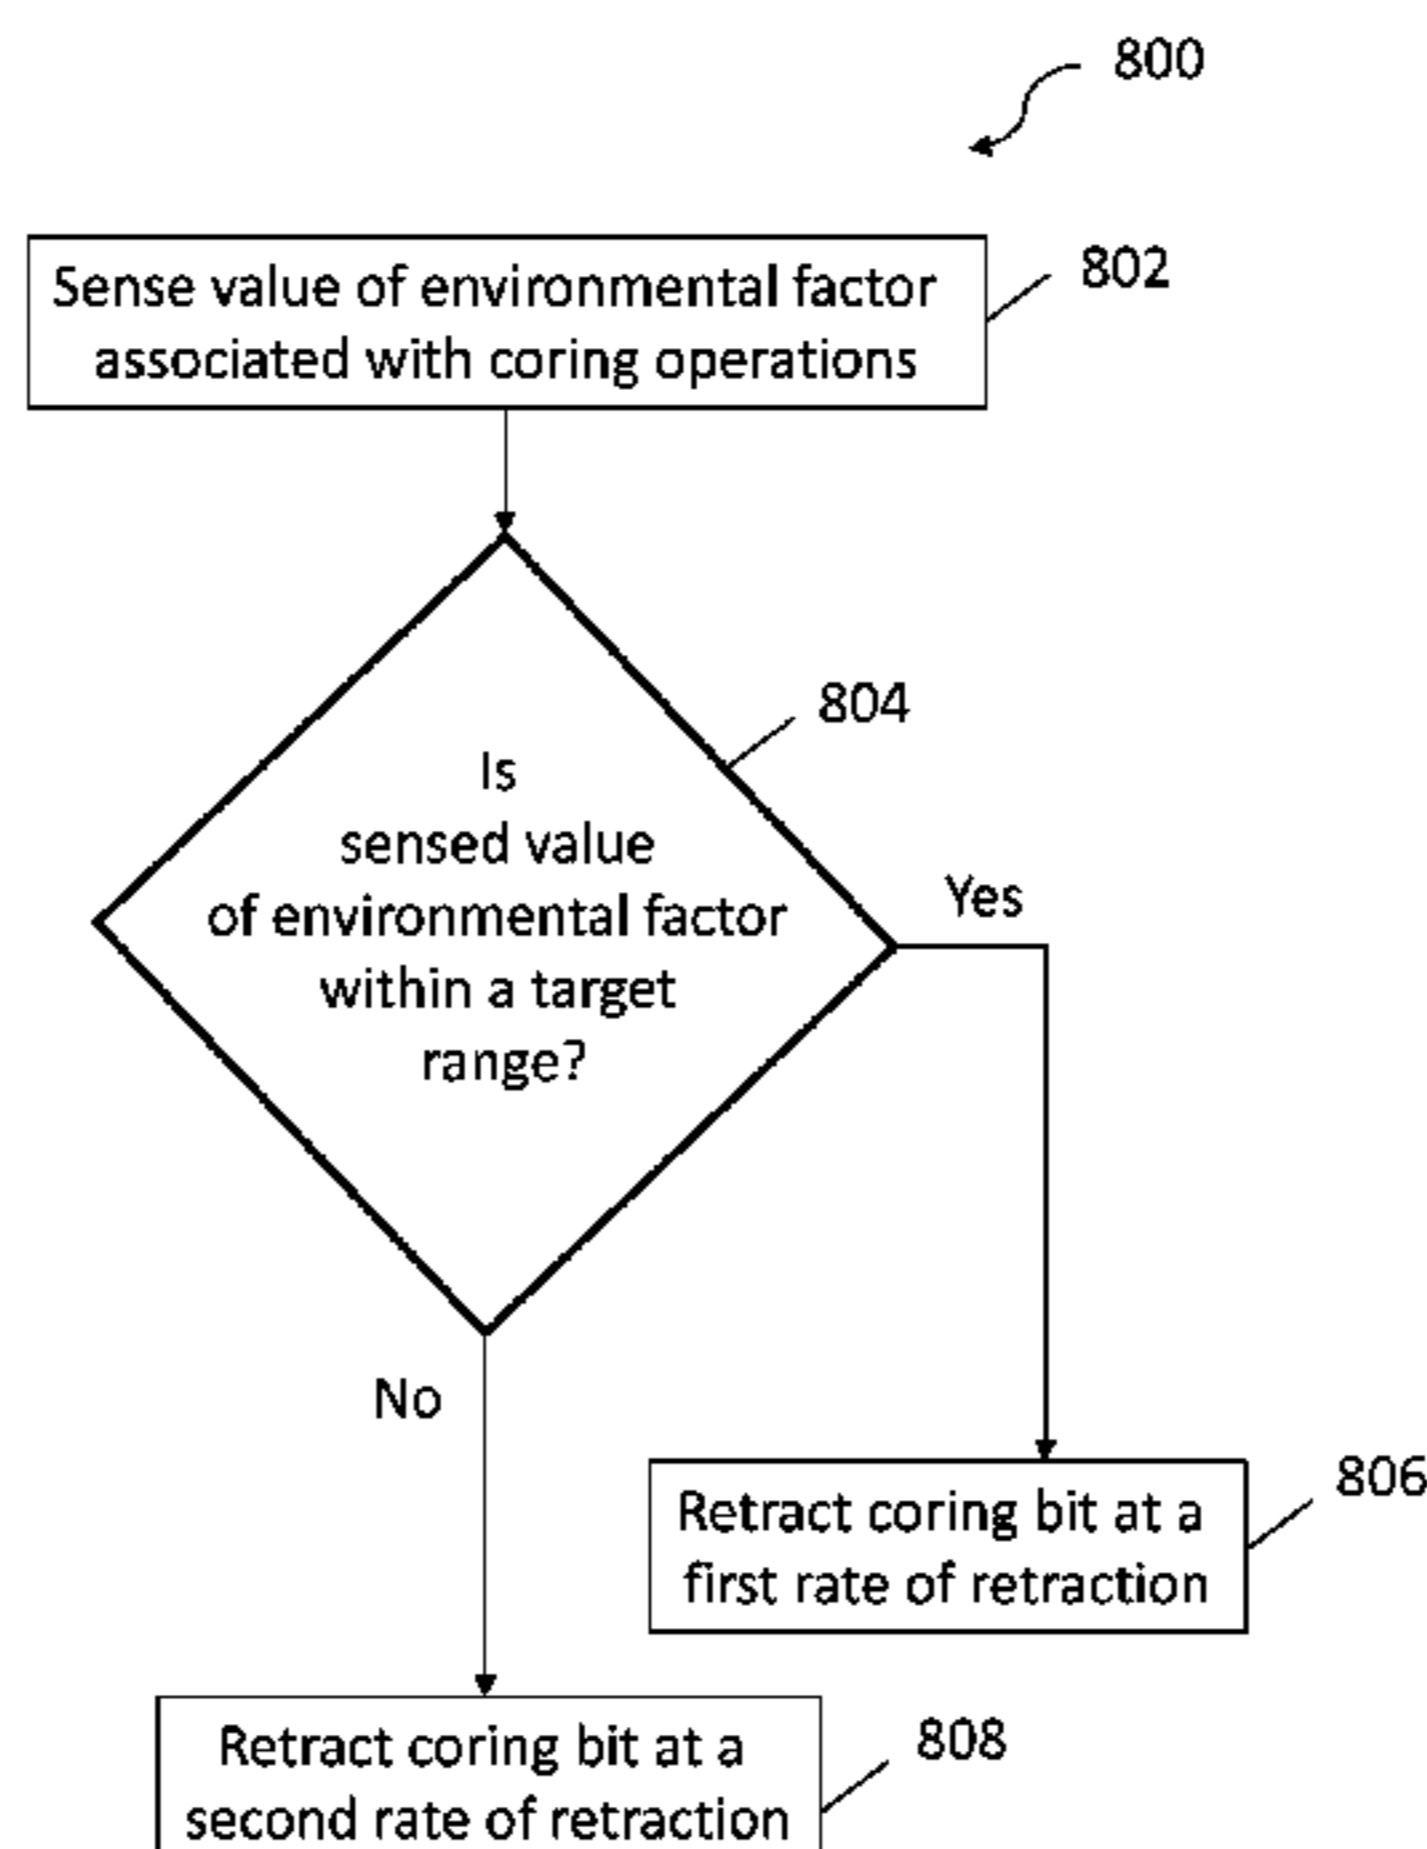 800
Sense value of environmental factor
associated with coring operations
802
804
Is
sensed value
of environmental factor
within a target
range?
Yes
No
806
Retract coring bit at a
first rate of retraction
808
Retract coring bit at a
second rate of retraction